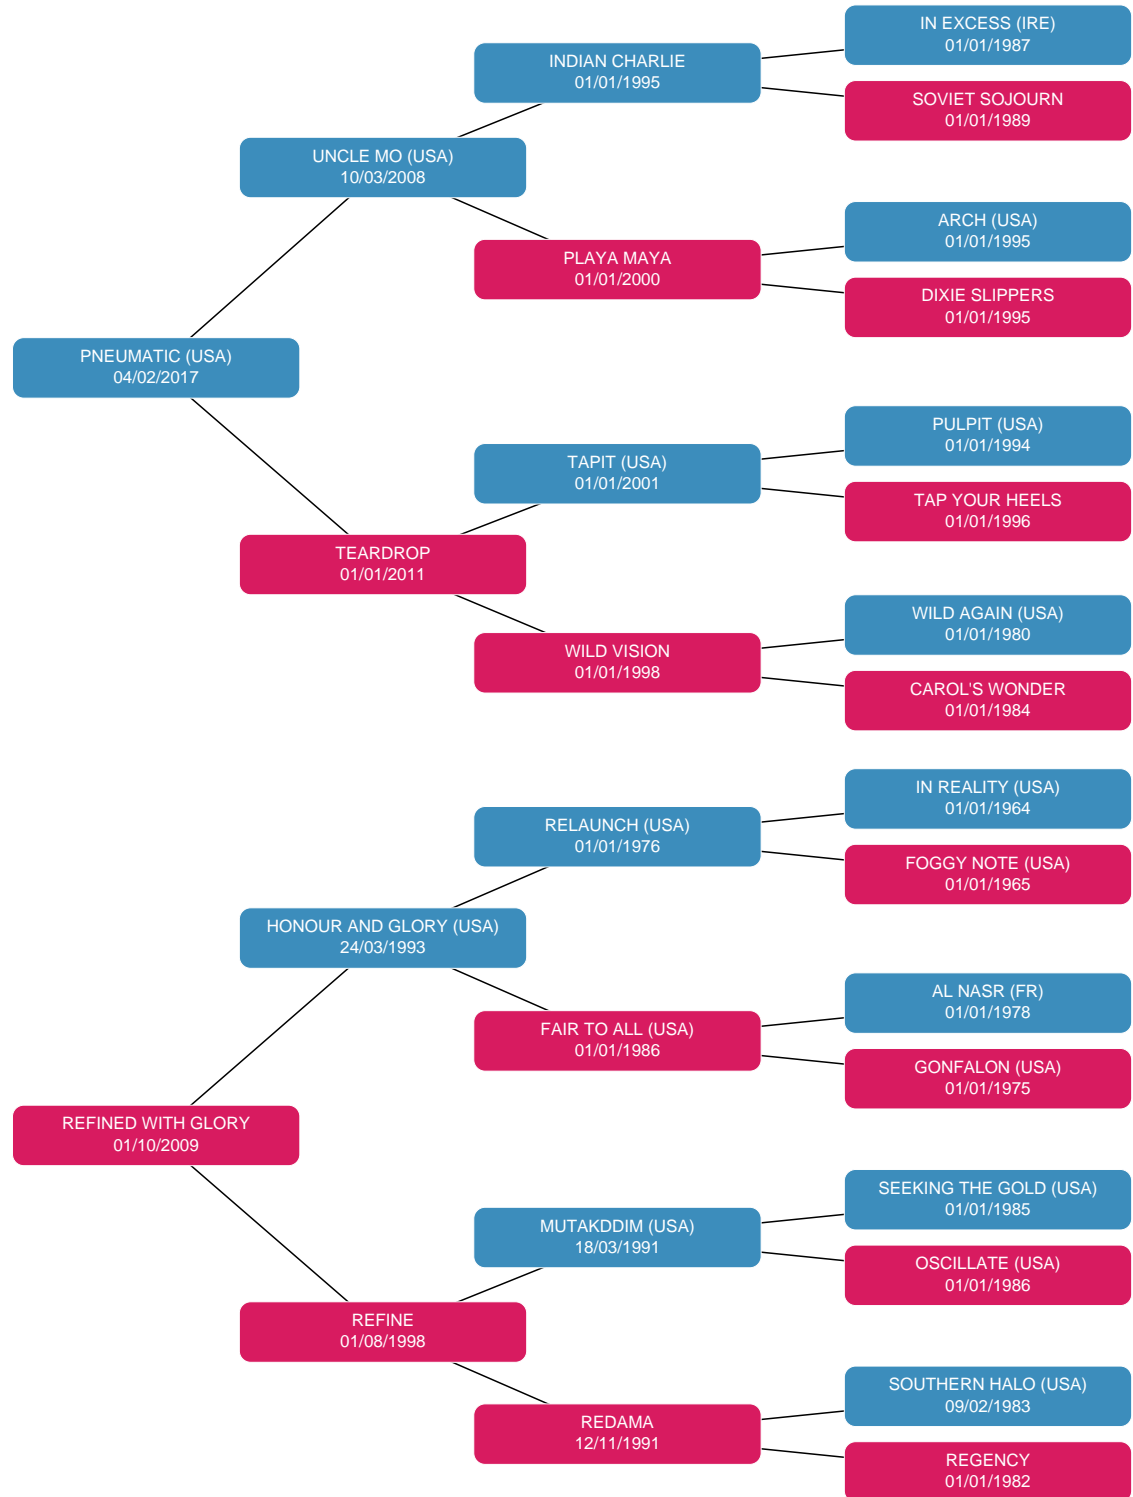 IN EXCESS (IRE)
01/01/1987
INDIAN CHARLIE
01/01/1995
SOVIET SOJOURN
01/01/1989
UNCLE MO (USA)
10/03/2008
ARCH (USA)
01/01/1995
PLAYA MAYA
01/01/2000
DIXIE SLIPPERS
01/01/1995
PNEUMATIC (USA)
04/02/2017
PULPIT (USA)
01/01/1994
TAPIT (USA)
01/01/2001
TAP YOUR HEELS
01/01/1996
TEARDROP
01/01/2011
WILD AGAIN (USA)
01/01/1980
WILD VISION
01/01/1998
CAROL'S WONDER
01/01/1984
IN REALITY (USA)
01/01/1964
RELAUNCH (USA)
01/01/1976
FOGGY NOTE (USA)
01/01/1965
HONOUR AND GLORY (USA)
24/03/1993
AL NASR (FR)
01/01/1978
FAIR TO ALL (USA)
01/01/1986
GONFALON (USA)
01/01/1975
REFINED WITH GLORY
01/10/2009
SEEKING THE GOLD (USA)
01/01/1985
MUTAKDDIM (USA)
18/03/1991
OSCILLATE (USA)
01/01/1986
REFINE
01/08/1998
SOUTHERN HALO (USA)
09/02/1983
REDAMA
12/11/1991
REGENCY
01/01/1982